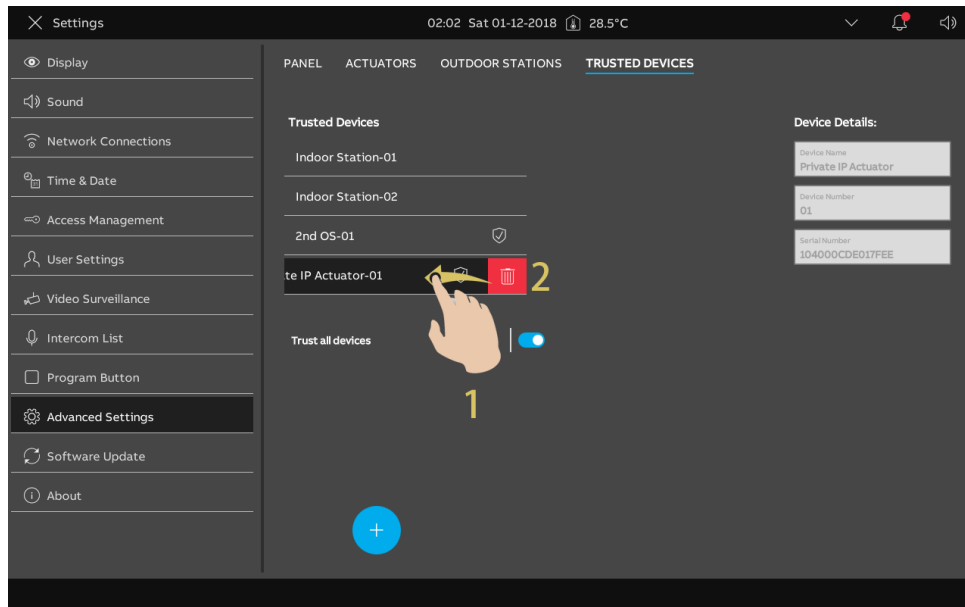 Settings
02:02 Sat 01-12-2018 28.5°C
Display
Sound
Network Connections
Time & Date
Access Management
User Settings
Video Surveillance
Intercom List
Program Button
Advanced Settings
Software Update
About
PANEL ACTUATORS OUTDOOR STATIONS TRUSTED DEVICES
Trusted Devices
Indoor Station-01
Indoor Station-02
2nd OS-01
te IP Actuator-01
2
Trust all devices
1
+
Device Details:
Device Name
Private IP Actuator
Device Number
01
Serial Number
104000CDE017FEE